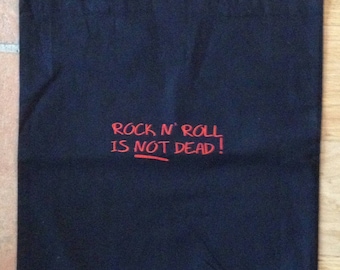 ROCK N' ROLL
IS NOT DEAD!